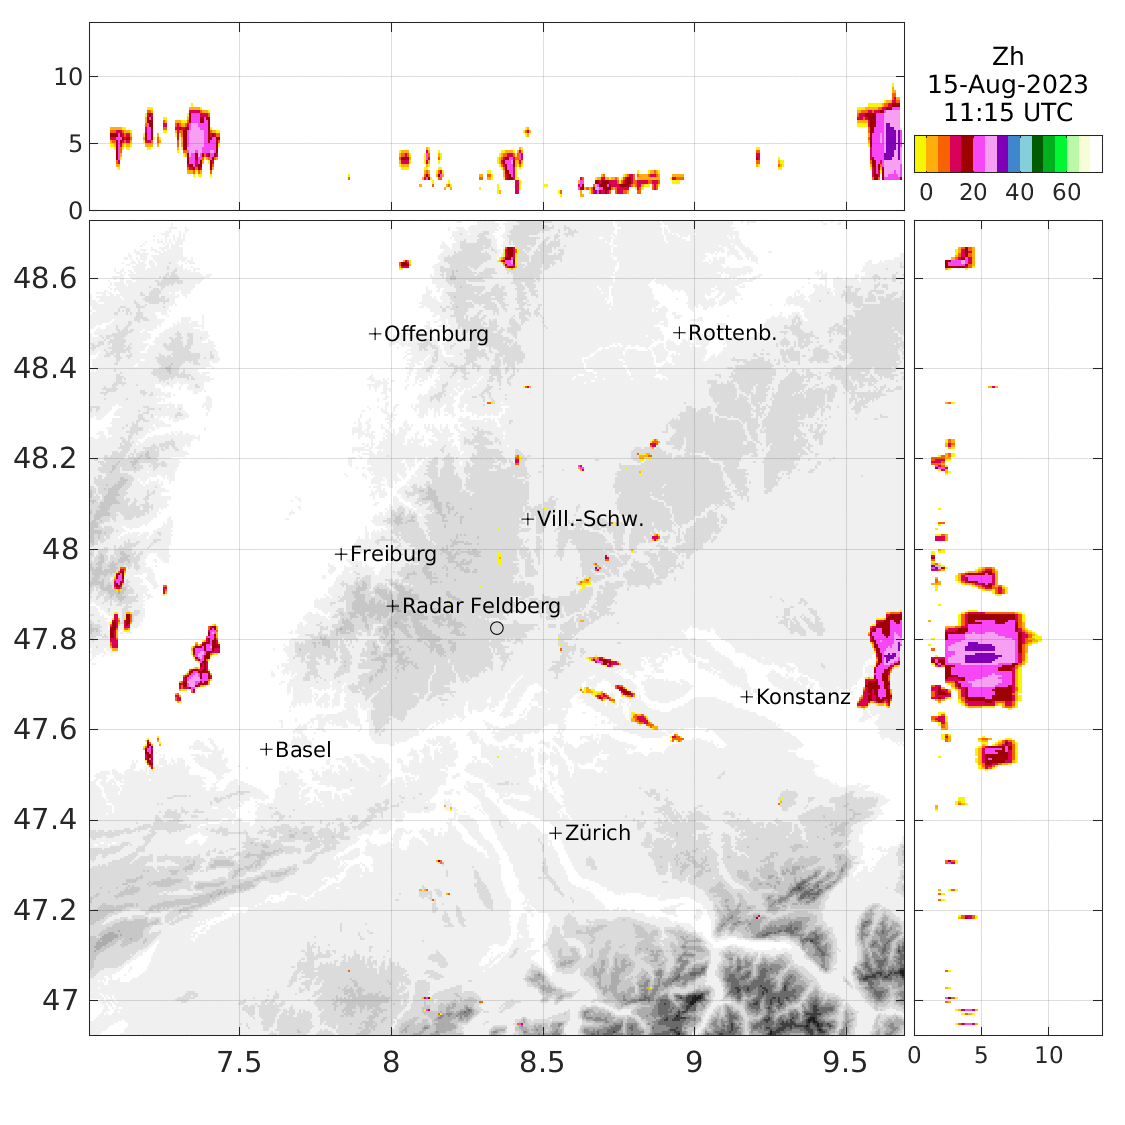 10
5
0
Zh
15-Aug-2023
11:15 UTC
0 20 40 60
48.6
48.4
48.2
48
47.8
47.6
47.4
47.2
47
+Offenburg
+Rottenb.
+Vill.-Schw.
+Freiburg
+Radar Feldberg
+Konstanz
+Basel
+Zürich
7.5 8 8.5 9 9.5
0 5 10